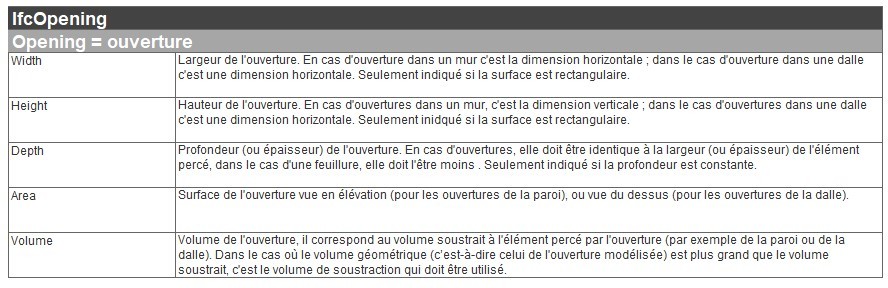 IfcOpening
Opening = ouverture
Width
Largeur de l'ouverture. En cas d'ouverture dans un mur c'est la dimension horizontale ; dans le cas d'ouverture dans une dalle
c'est une dimension horizontale. Seulement indiqué si la surface est rectangulaire.
Height
Hauteur de l'ouverture. En cas d'ouvertures dans un mur, c'est la dimension verticale ; dans le cas d'ouvertures dans une dalle
c'est une dimension horizontale. Seulement inidqué si la surface est rectangulaire.
Depth
Profondeur (ou épaisseur) de l'ouverture. En cas d'ouvertures, elle doit être identique à la largeur (ou épaisseur) de l'élément
percé, dans le cas d'une feuillure, elle doit l'être moins . Seulement indiqué si la profondeur est constante.
Area
Surface de l'ouverture vue en élévation (pour les ouvertures de la paroi), ou vue du dessus (pour les ouvertures de la dalle).
Volume
Volume de l'ouverture, il correspond au volume soustrait à l'élément percé par l'ouverture (par exemple de la paroi ou de la
dalle). Dans le cas où le volume géométrique (c'est-à-dire celui de l'ouverture modélisée) est plus grand que le volume
soustrait, c'est le volume de soustraction qui doit être utilisé.